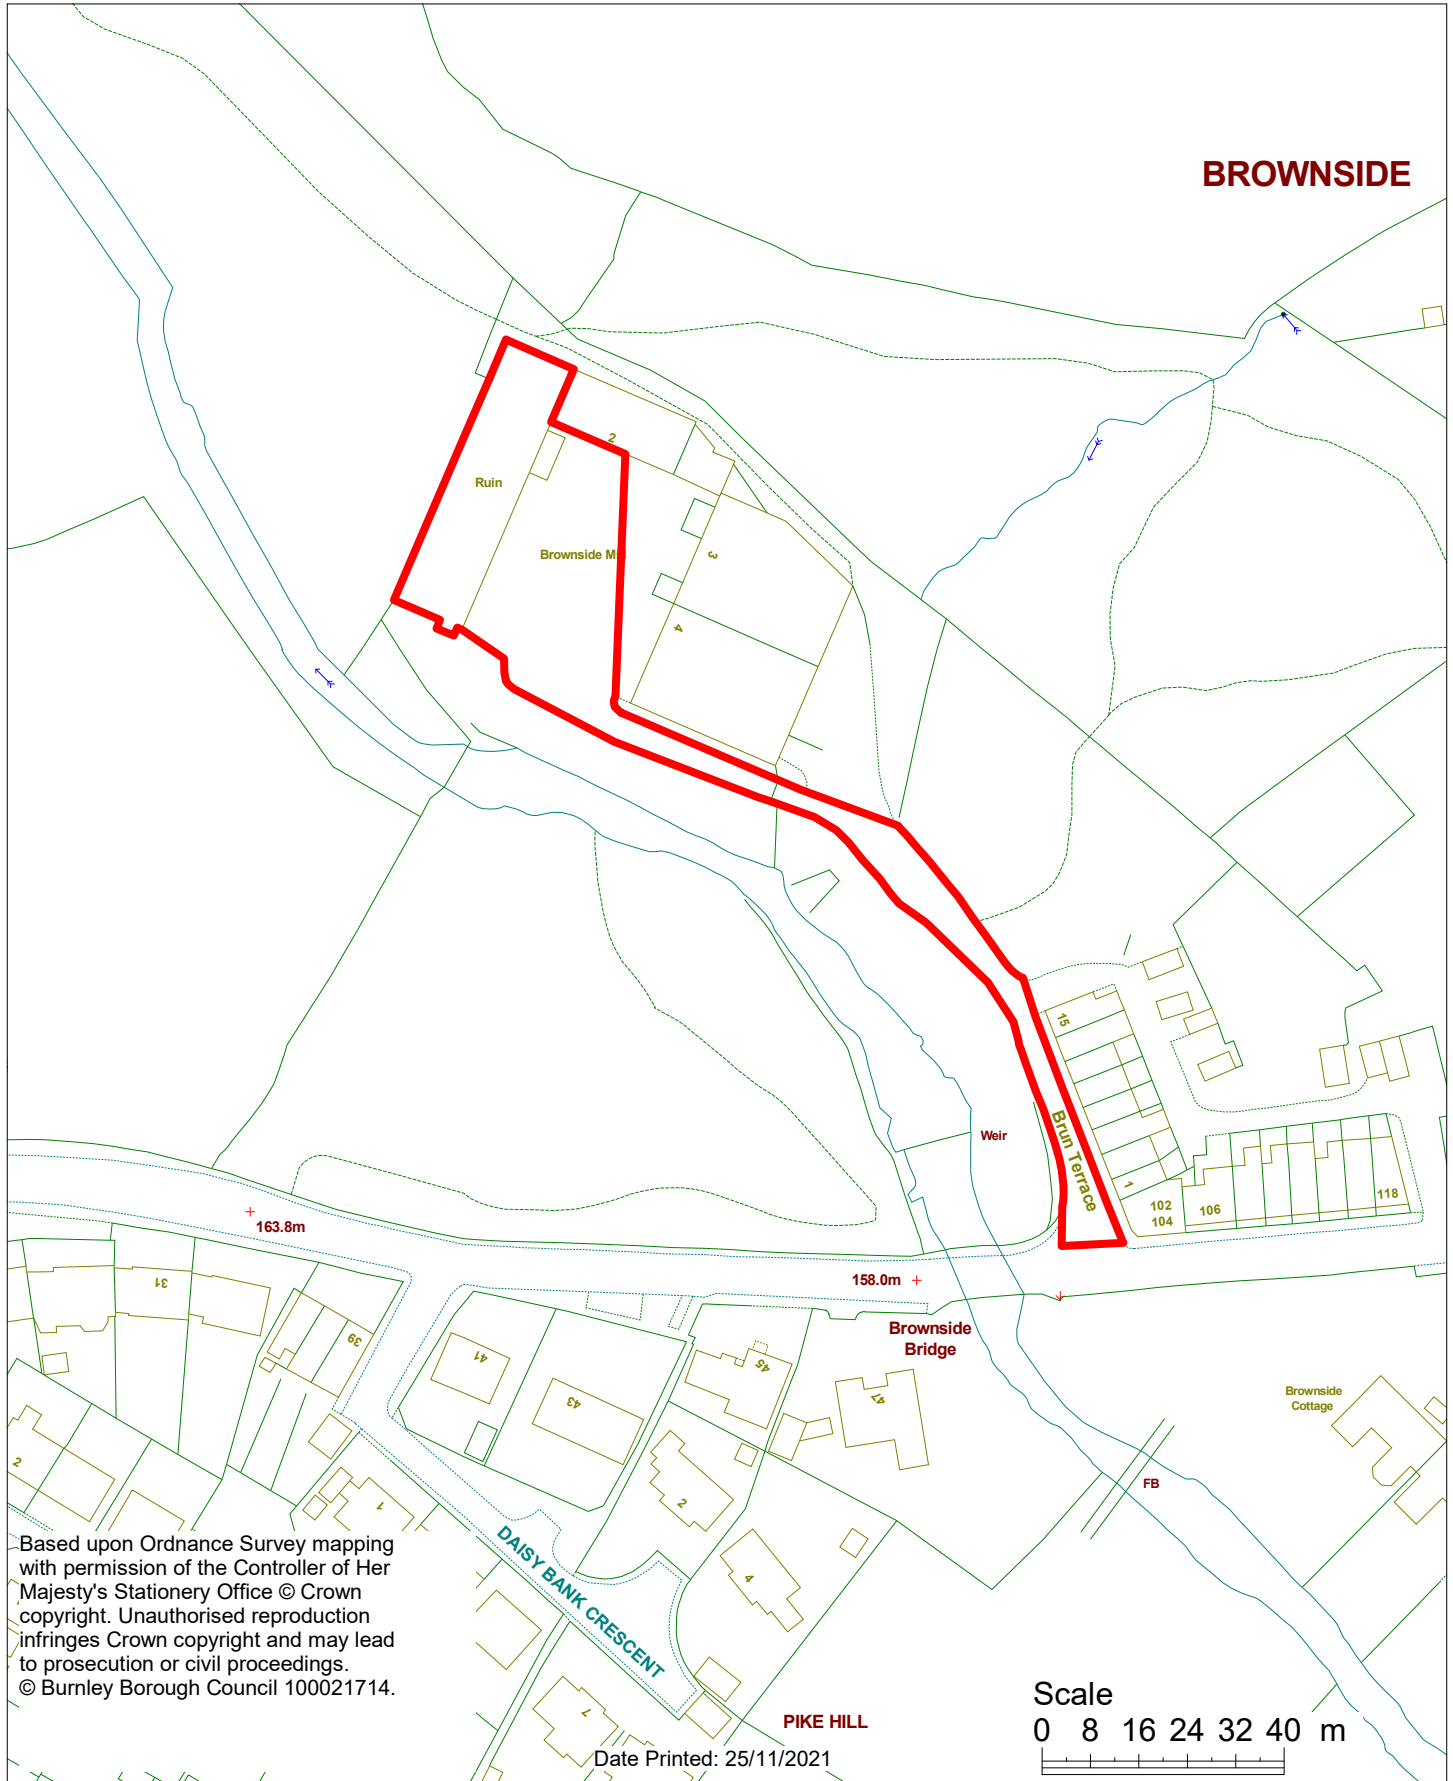 BROWNSIDE
2
Ruin
Brownside M
3
4
15
Weir
Brun Terrace
1
102
104
106
118
163.8m
158.0m
31
39
41
43
45
47
Brownside
Bridge
Brownside
Cottage
2
1
2
4
FB
DAISY BANK CRESCENT
7
PIKE HILL
Based upon Ordnance Survey mapping
with permission of the Controller of Her
Majesty's Stationery Office © Crown
copyright. Unauthorised reproduction
infringes Crown copyright and may lead
to prosecution or civil proceedings.
© Burnley Borough Council 100021714.
Date Printed: 25/11/2021
Scale
0 8 16 24 32 40 m